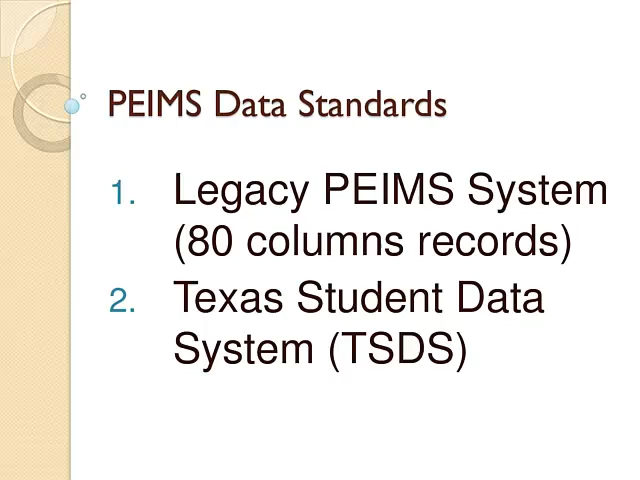 PEIMS Data Standards
1. Legacy PEIMS System
(80 columns records)
2. Texas Student Data
System (TSDS)